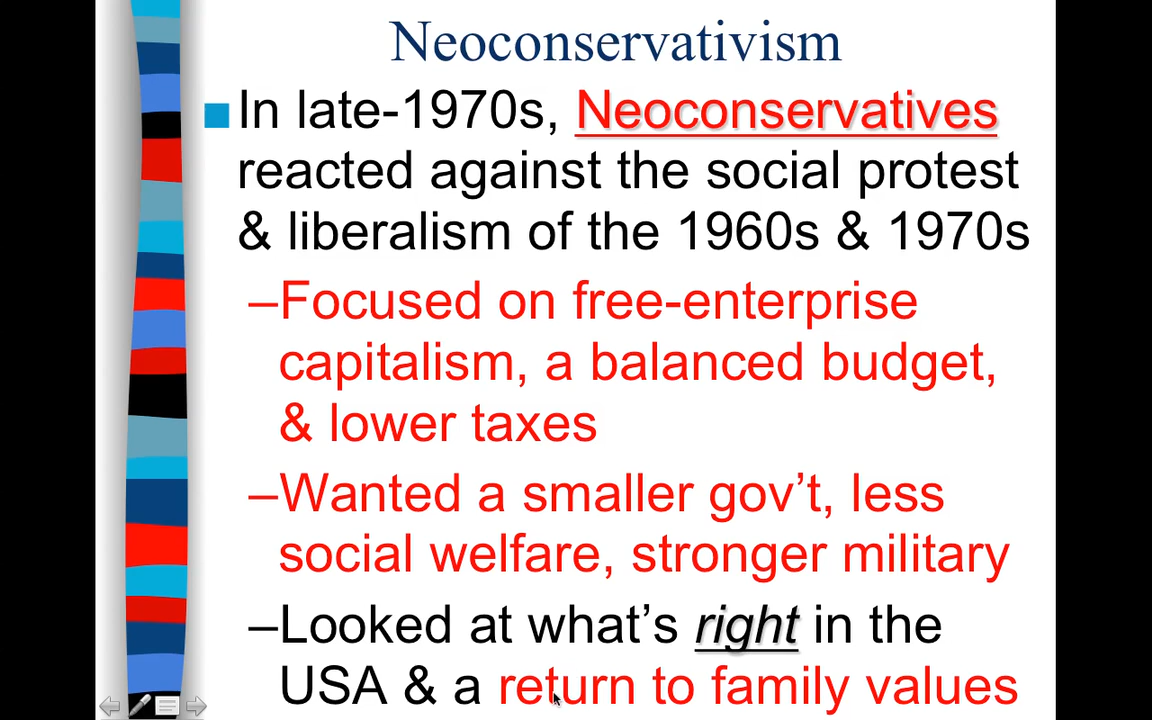 Neoconservativism
In late-1970s, Neoconservatives
reacted against the social protest
& liberalism of the 1960s & 1970s
–Focused on free-enterprise
capitalism, a balanced budget,
& lower taxes
–Wanted a smaller gov’t, less
social welfare, stronger military
–Looked at what’s right in the
USA & a return to family values